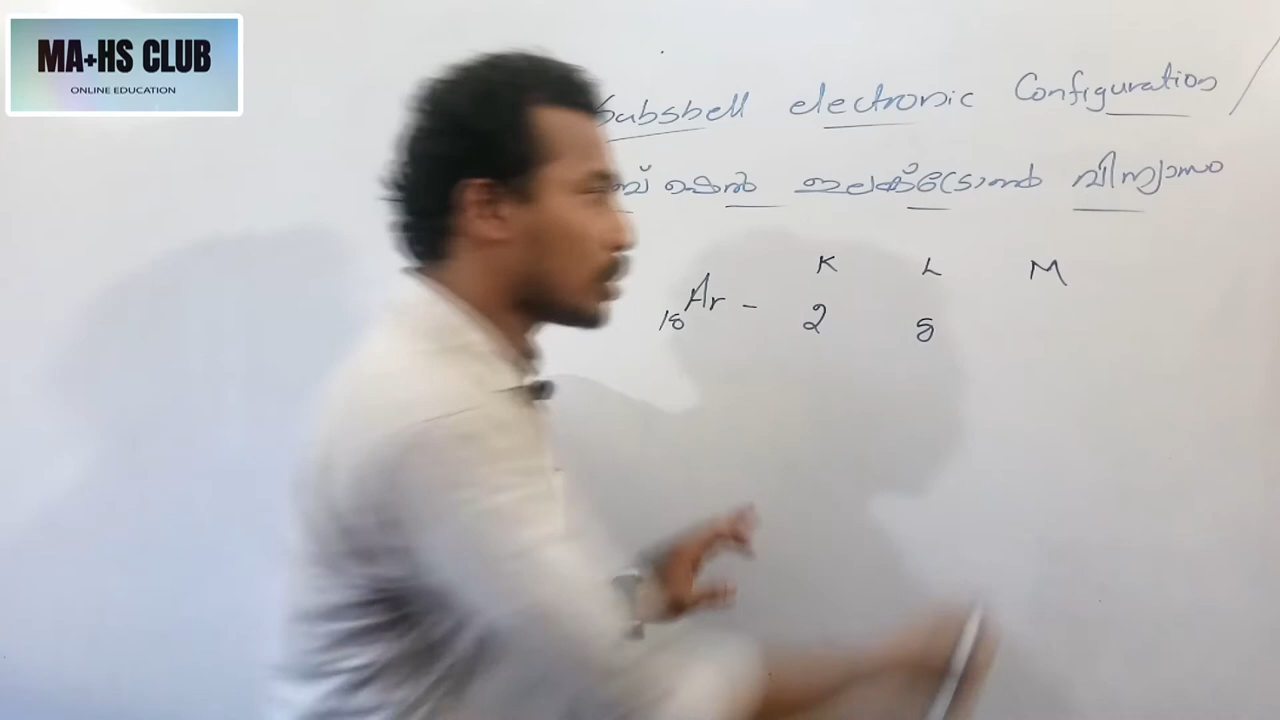 MA+HS CLUB
ONLINE EDUCATION
Subshell electronic Configuration
ഷെൽ ഇലക്ട്രോൺ വിന്യാസം
K L M
18Ar - 2 8